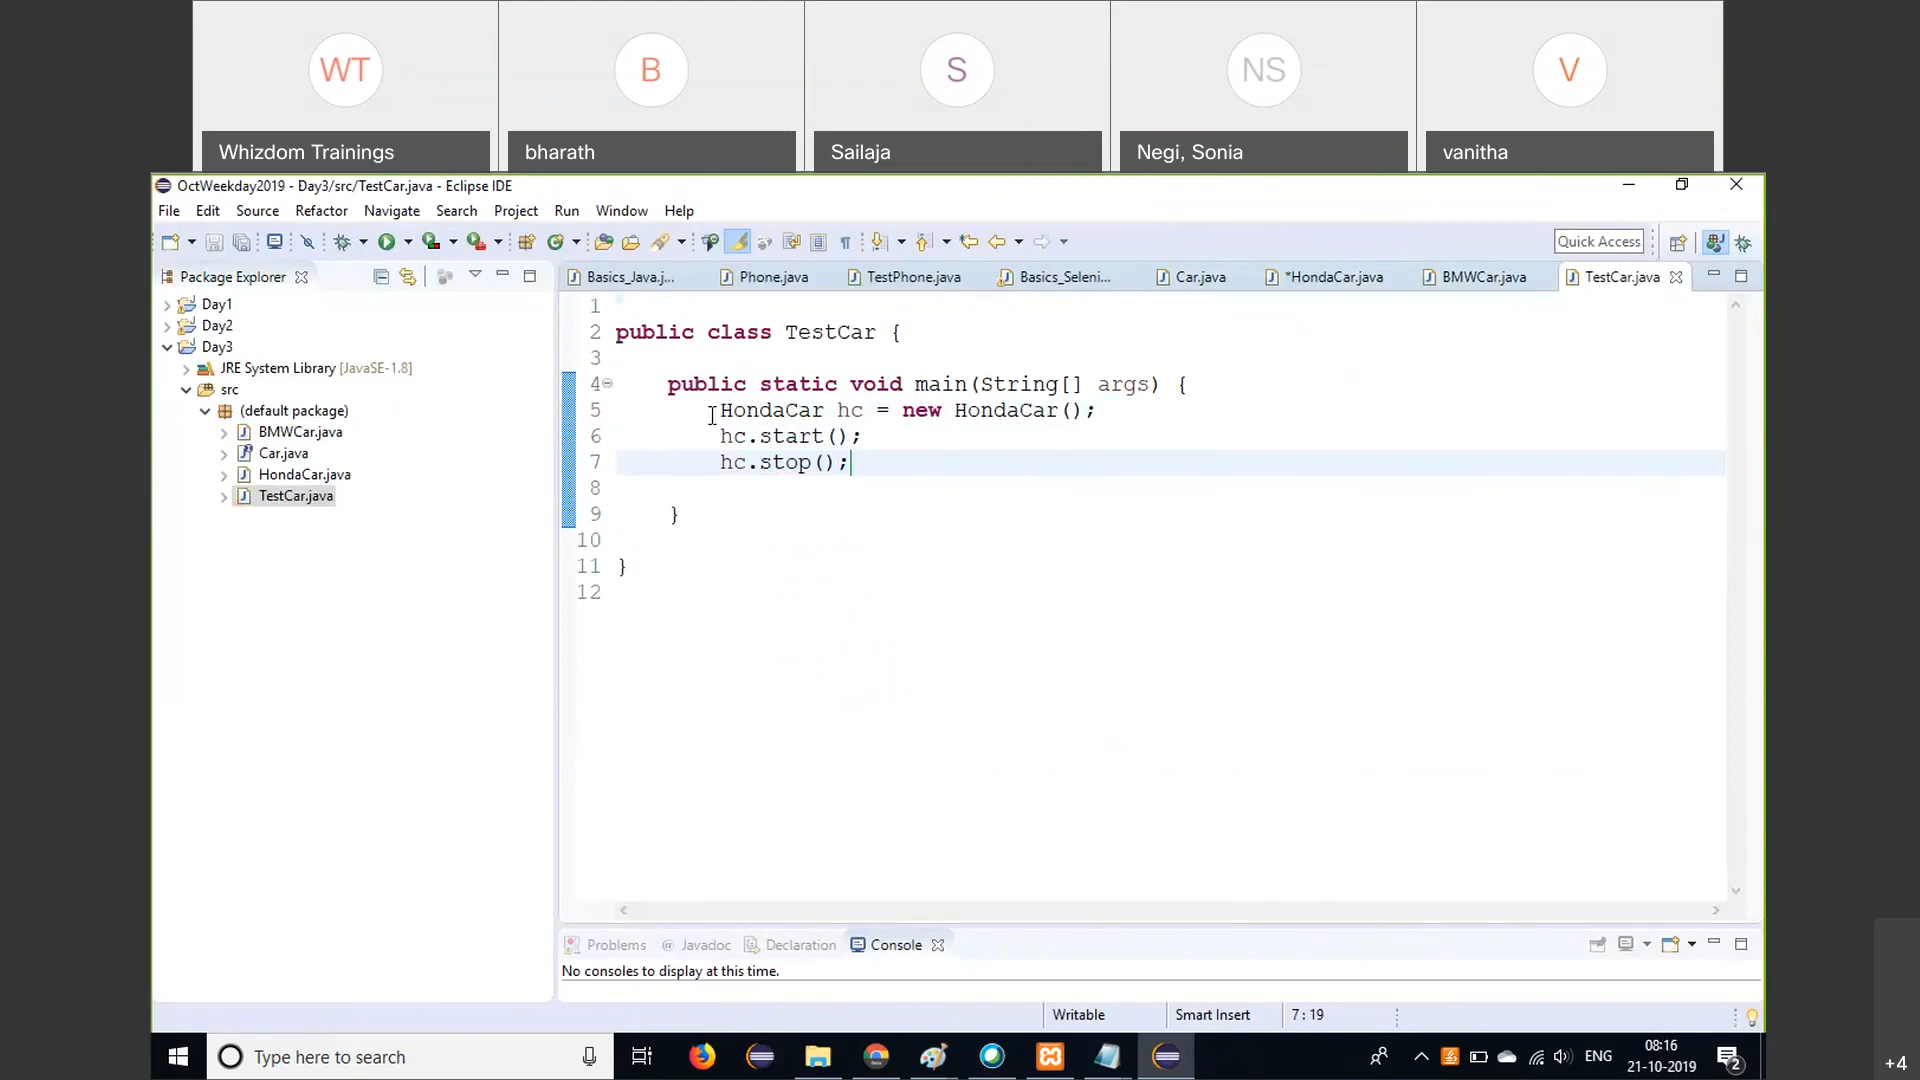 WT B S NS V
Whizdom Trainings bharath Sailaja Negi, Sonia vanitha
OctWeekday2019 - Day3/src/TestCar.java - Eclipse IDE
File Edit Source Refactor Navigate Search Project Run Window Help
Quick Access
Package Explorer
Basics_Java.j... Phone.java TestPhone.java Basics_Seleni... Car.java *HondaCar.java BMWCar.java TestCar.java
Day1
Day2
Day3
JRE System Library [JavaSE-1.8]
src
(default package)
BMWCar.java
Car.java
HondaCar.java
TestCar.java
1
2 public class TestCar {
3
4 public static void main(String[] args) {
5 HondaCar hc = new HondaCar();
6 hc.start();
7 hc.stop();
8
9 }
10
11 }
12
Problems @ Javadoc Declaration Console
No consoles to display at this time.
Writable Smart Insert 7 : 19
Type here to search
ENG
08:16
21-10-2019
2
+4